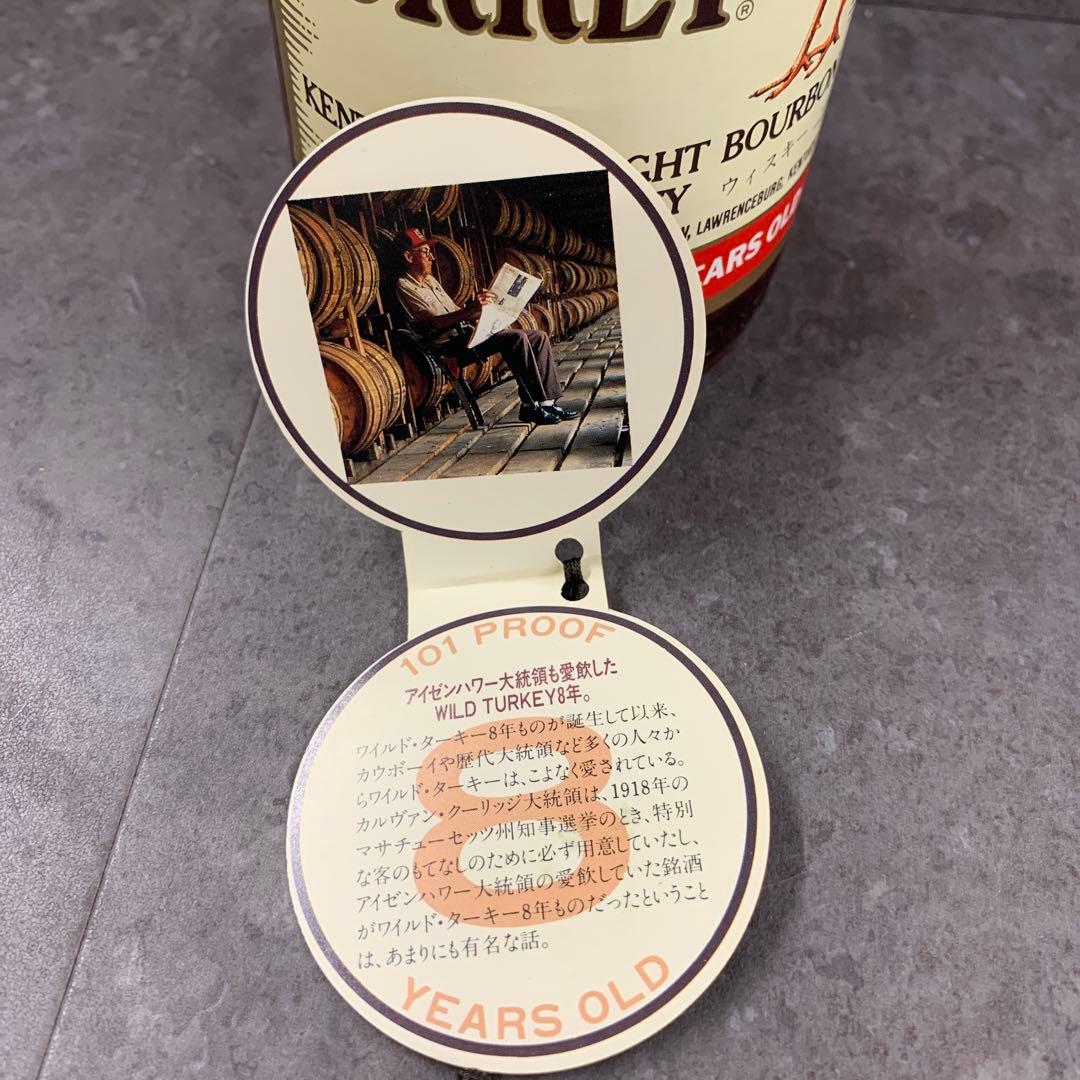 KEN
GHT BOURBON
ウィスキー
LAWRENCEBURG,
EARS OLD
101 PROOF
アイゼンハワー大統領も愛飲した
WILD TURKEY8年。
ワイルド・ターキー8年ものが誕生して以来、
カウボーイや歴代大統領など多くの人々か
らワイルド・ターキーは、こよなく愛されている。
カルヴァン・クーリッジ大統領は、1918年の
マサチューセッツ州知事選挙のとき、特別
な客のもてなしのために必ず用意していたし、
アイゼンハワー大統領の愛飲していた銘酒
がワイルド・ターキー8年ものだったということ
は、あまりにも有名な話。
8
YEARS OLD